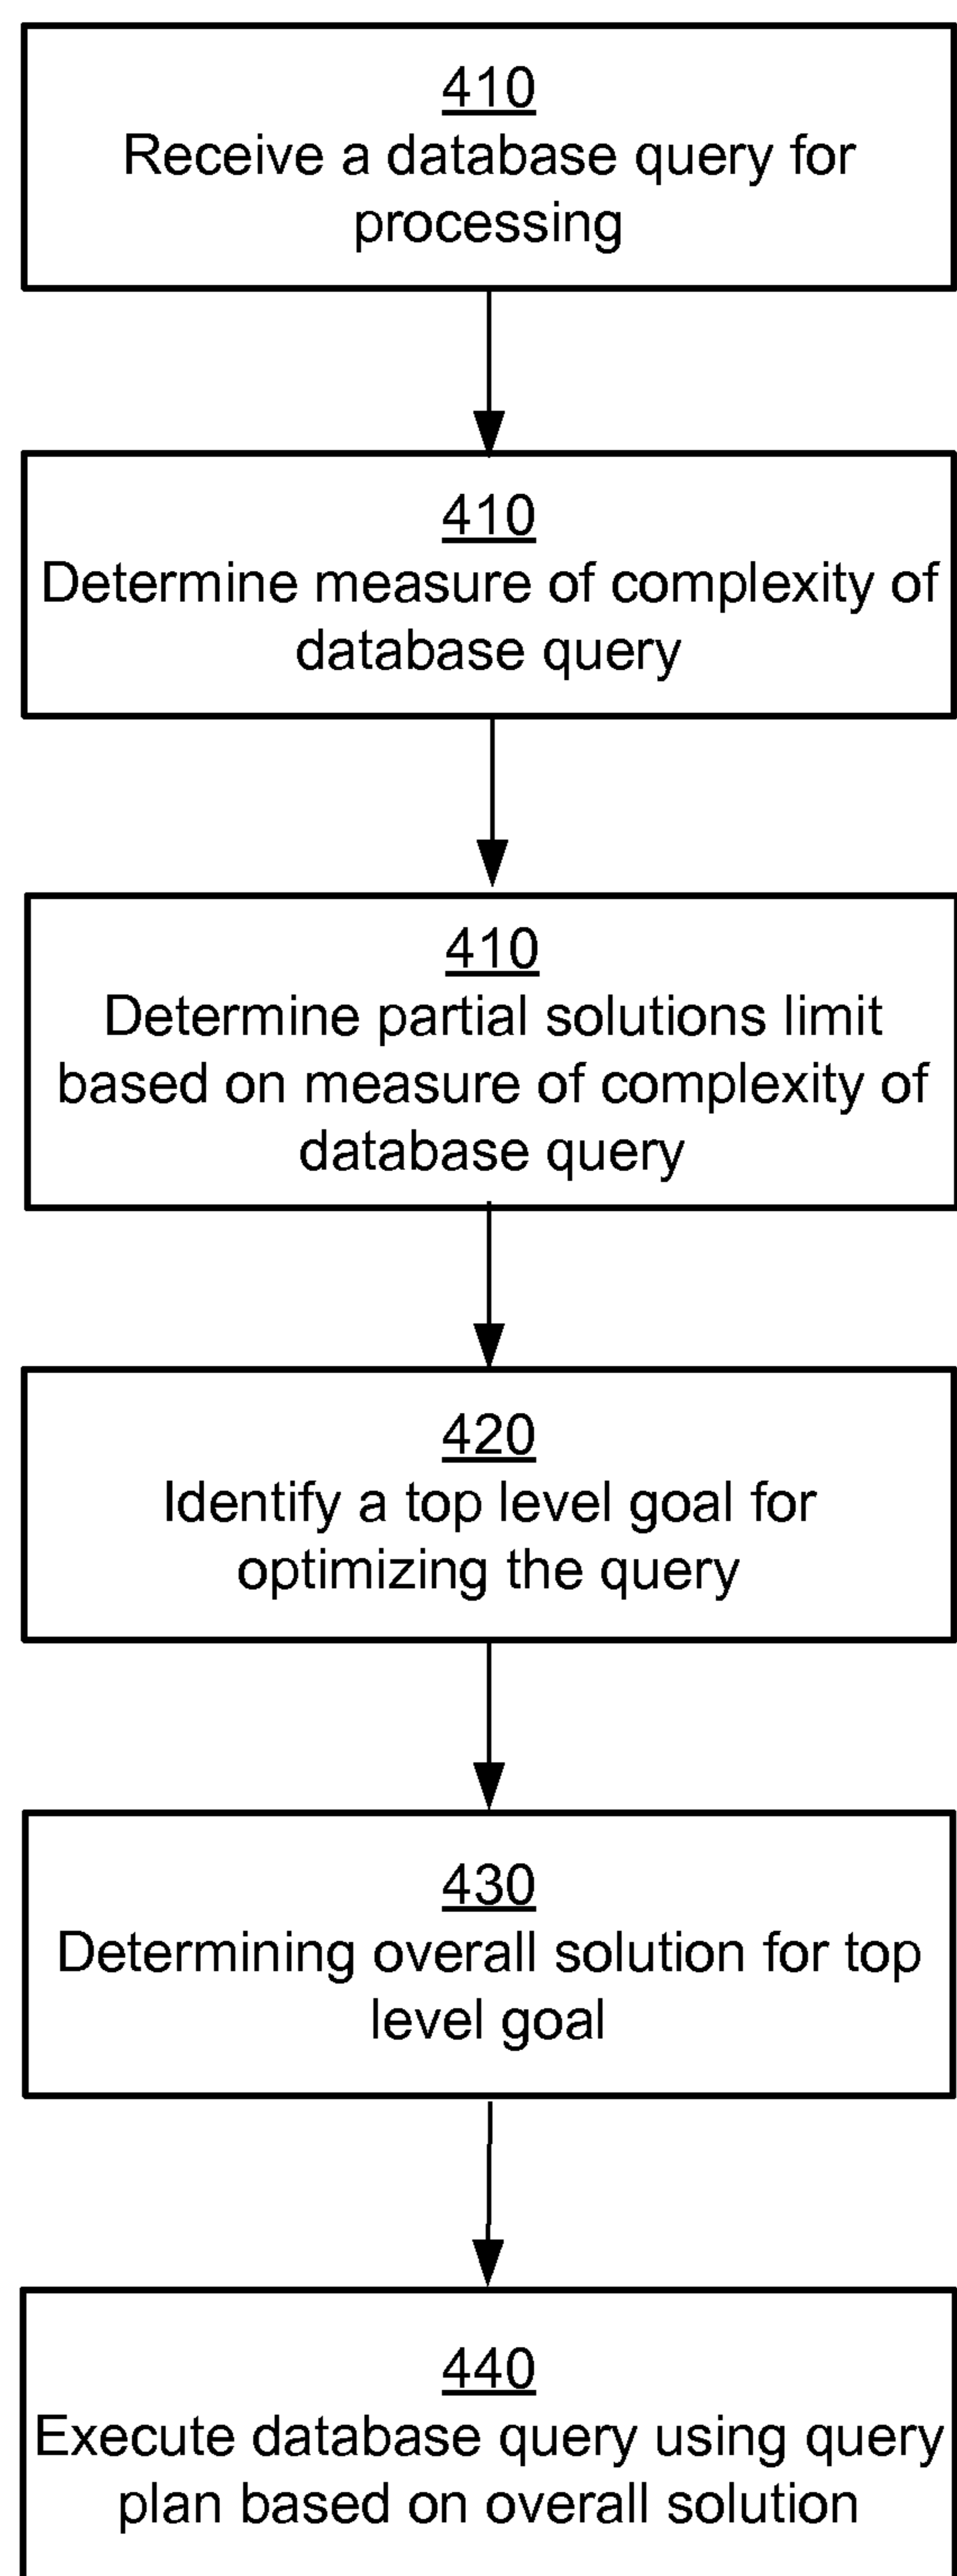 410
Receive a database query for
processing
410
Determine measure of complexity of
database query
410
Determine partial solutions limit
based on measure of complexity of
database query
420
Identify a top level goal for
optimizing the query
430
Determining overall solution for top
level goal
440
Execute database query using query
plan based on overall solution